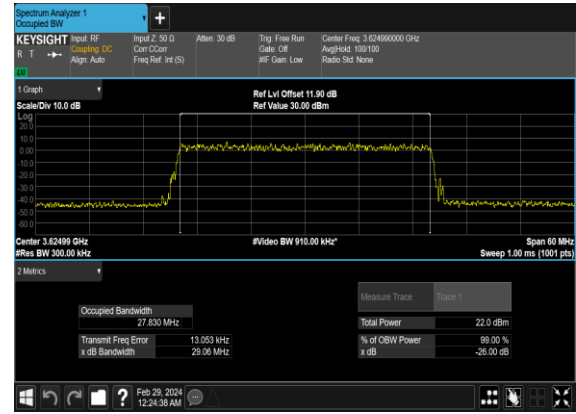 Spectrum Analyzer 1
Occupied BW
+
KEYSIGHT Input: RF Input Z: 50 Ω Atten: 30 dB Trig: Free Run Center Freq: 3.624990000 GHz
R T Coupling: DC Corr CCorr Gate: Off Avg|Hold: 100/100
Align: Auto Freq Ref: Int (S) #IF Gain: Low Radio Std: None
LXI
1 Graph Ref Lvl Offset 11.90 dB
Scale/Div 10.0 dB Ref Value 30.00 dBm
Log
20.0
10.0
0.00
-10.0
-20.0
-30.0
-40.0
-50.0
-60.0
Center 3.62499 GHz #Video BW 910.00 kHz* Span 60 MHz
#Res BW 300.00 kHz Sweep 1.00 ms (1001 pts)
2 Metrics
Measure Trace Trace 1
Occupied Bandwidth
27.830 MHz Total Power 22.0 dBm
Transmit Freq Error 13.053 kHz % of OBW Power 99.00 %
x dB Bandwidth 29.06 MHz x dB -26.00 dB
? Feb 29, 2024
12:24:38 AM